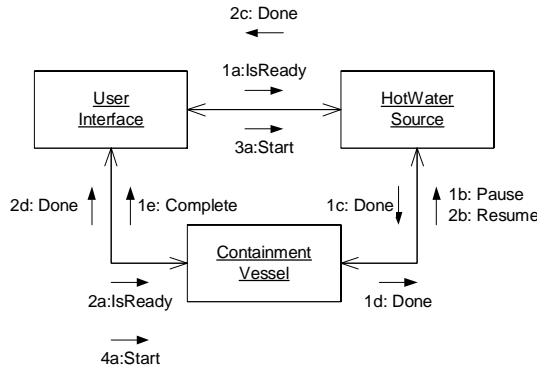 2c: Done
1a:IsReady
User
Interface
HotWater
Source
3a:Start
2d: Done
1e: Complete
1c: Done
1b: Pause
2b: Resume
Containment
Vessel
2a:IsReady
1d: Done
4a:Start